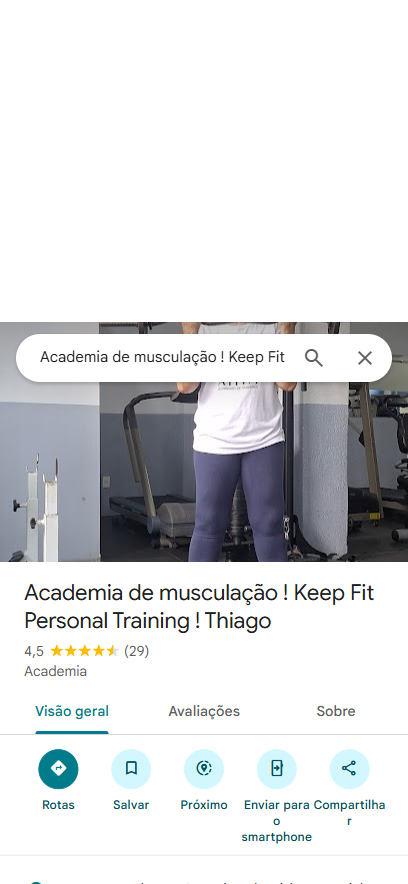 Academia de musculação ! Keep Fit
Academia de musculação ! Keep Fit
Personal Training ! Thiago
4,5 (29)
Academia
Visão geral
Avaliações
Sobre
Rotas
Salvar
Próximo
Enviar para
o
smartphone
Compartilha
r